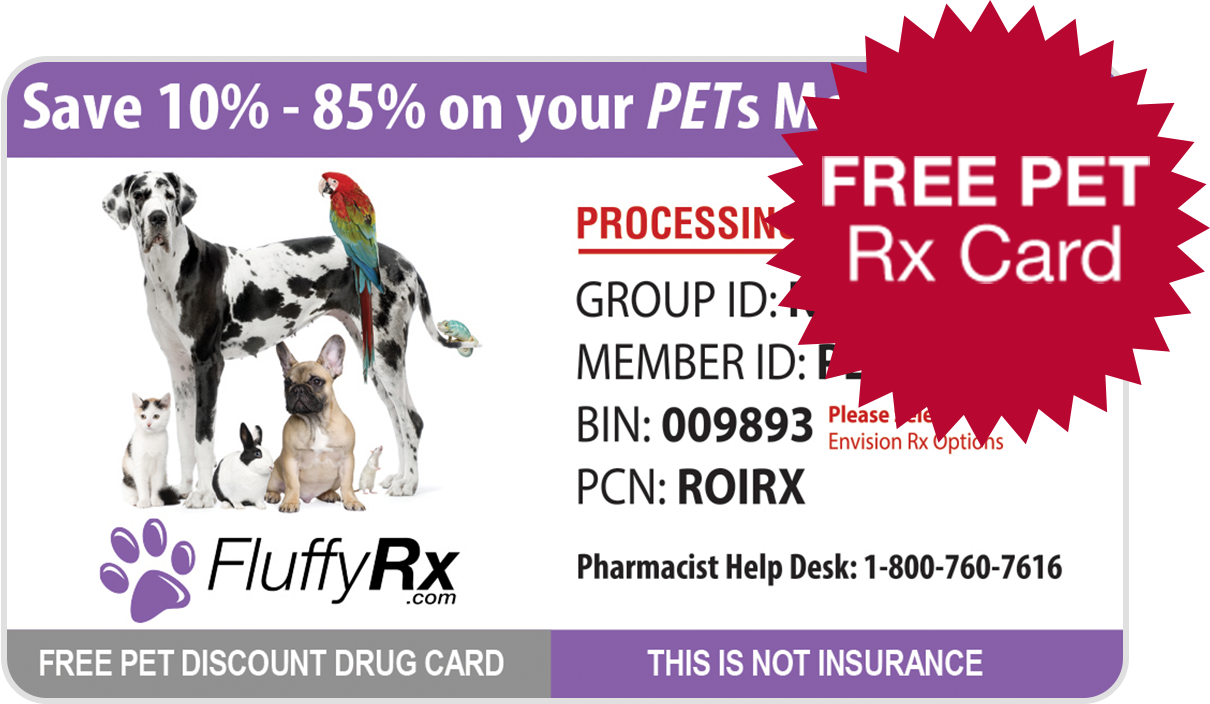 Save 10% - 85% on your PETs
FREE PET
Rx Card
GROUP ID:
MEMBER ID:
BIN: 009893
Please
Envision Rx Options
PCN: ROIRX
Pharmacist Help Desk: 1-800-760-7616
FluffyRx
.com
FREE PET DISCOUNT DRUG CARD
THIS IS NOT INSURANCE